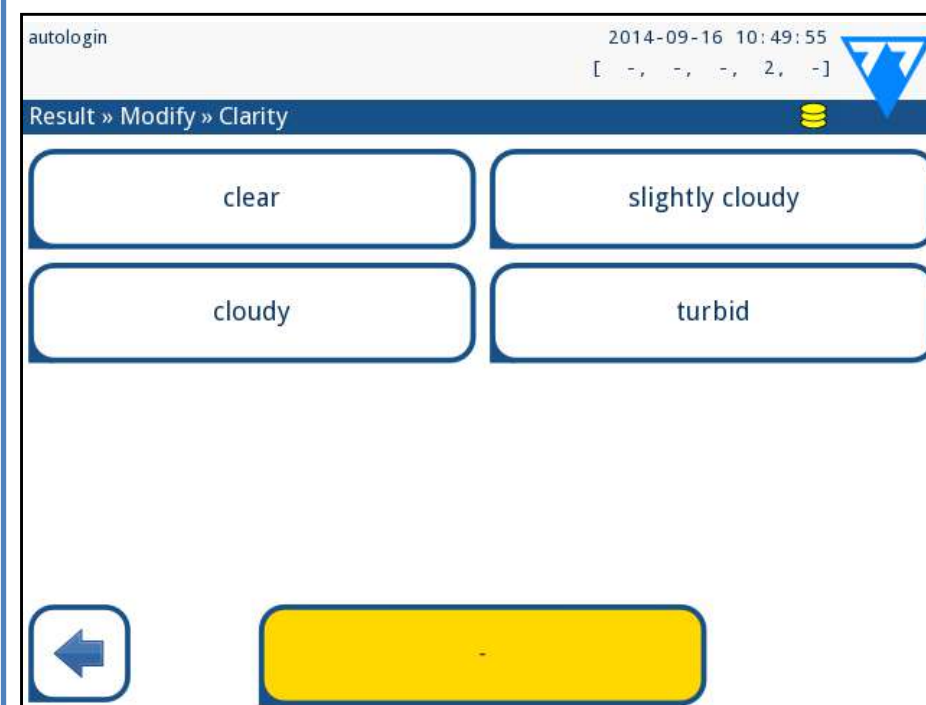 autologin
2014-09-16 10:49:55
[ -, -, -, 2, -]
Result » Modify » Clarity
clear
slightly cloudy
cloudy
turbid
-